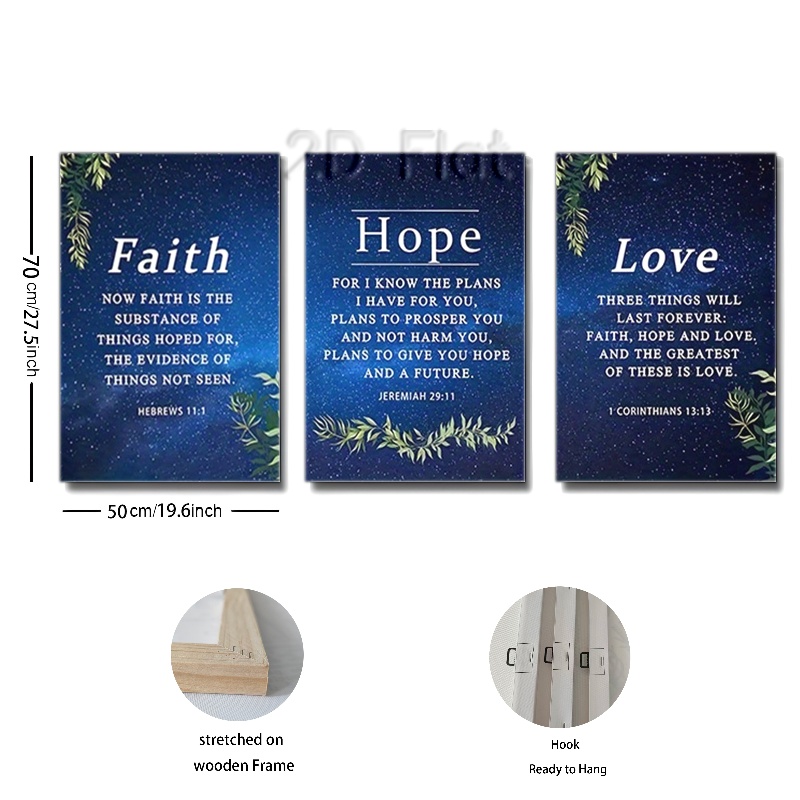 2D Flat
Faith
NOW FAITH IS THE
SUBSTANCE OF
THINGS HOPED FOR,
THE EVIDENCE OF
THINGS NOT SEEN.
HEBREWS 11:1
Hope
FOR I KNOW THE PLANS
I HAVE FOR YOU,
PLANS TO PROSPER YOU
AND NOT HARM YOU,
PLANS TO GIVE YOU HOPE
AND A FUTURE.
JEREMIAH 29:11
Love
THREE THINGS WILL
LAST FOREVER:
FAITH, HOPE AND LOVE.
AND THE GREATEST
OF THESE IS LOVE.
1 CORINTHIANS 13:13
70cm/27.5inch
50cm/19.6inch
stretched on
wooden Frame
Hook
Ready to Hang